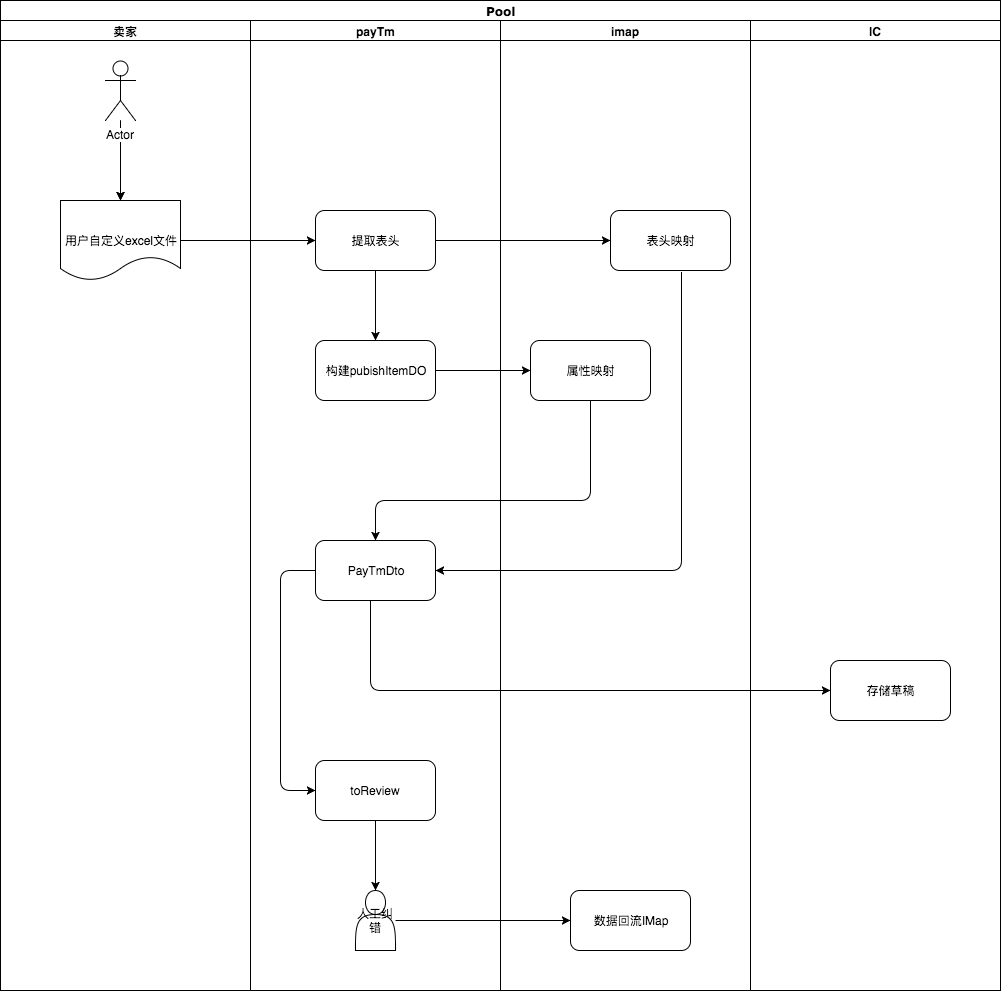 Pool
卖家
payTm
imap
IC
Actor
用户自定义excel文件
提取表头
表头映射
构建pubishItemDO
属性映射
PayTmDto
存储草稿
toReview
人工纠
错
数据回流IMap